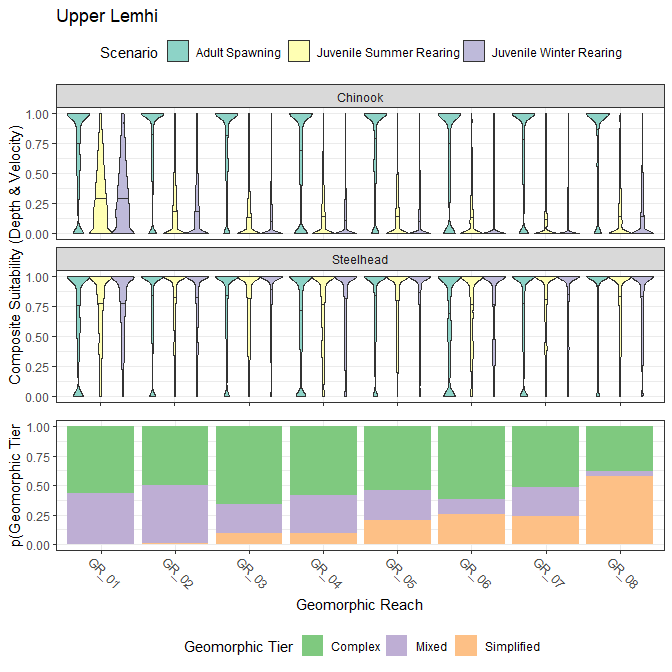 Upper Lemhi
Scenario Adult Spawning Juvenile Summer Rearing Juvenile Winter Rearing
Composite Suitability (Depth & Velocity)
Chinook
1.00
0.75
0.50
0.25
0.00
Steelhead
1.00
0.75
0.50
0.25
0.00
p(Geomorphic Tier
1.00
0.75
0.50
0.25
0.00
GR_01 GR_02 GR_03 GR_04 GR_05 GR_06 GR_07 GR_08
Geomorphic Reach
Geomorphic Tier Complex Mixed Simplified